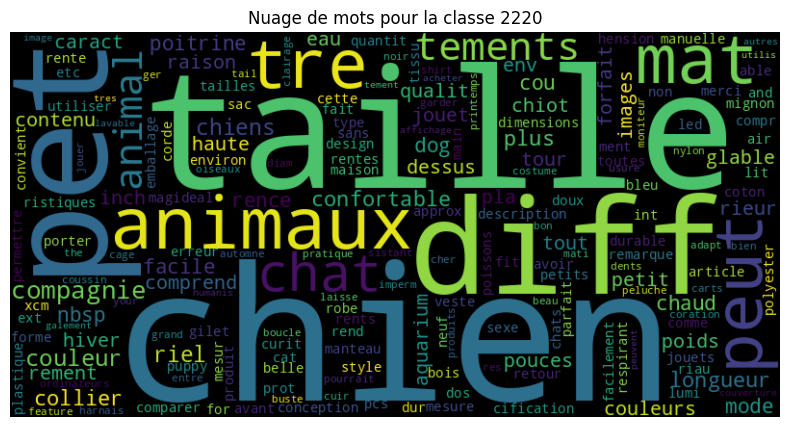 Nuage de mots pour la classe 2220
image caract poitrine eau quantit clairage noir tissu tements hension manuelle autres
rente raison tre env qualit mat utilis
etc ger tail tailles cette shirt acheter cou images forfait able
pet animal tres utiliser sac fait garder jouet chiot printemps non merci and mignon
contenu lavable corde taille dimensions moniteur led compr
convient jouer emballage chiens type sans affichage main plus ment air
haute design dog tour toutes glable
environ rentes maison diam dessus nylon usure lit
ristiques oiseaux costume bleu coton
inch rence confortable pla doux int rieur
permettre porter magideal animaux approx description diff durable adapt
the cage erreur automne pratique sistant poissons bon tout remarque bien
coussin facile chat cher fit mati avoir petits dents article polyester
compagnie comprend imperm petit peluche carts
xcm nbsp your humanis laisse aquarium veste beau parfait chats chaud coration peut
ext hiver chien robe rents produits sexe comme poids
forme galement grand gilet boucle rend neuf jouets
couleur riel belle curit cat manteau pouces facilement respirant riau
plastique rement mesur puppy entre style bois res retour peuvent lumi longueur
ordinateurs produit prot pourrait dos couverture
collier buste cuir couleurs mode
feature harnais comparer for avant conception pcs dur mesure cification